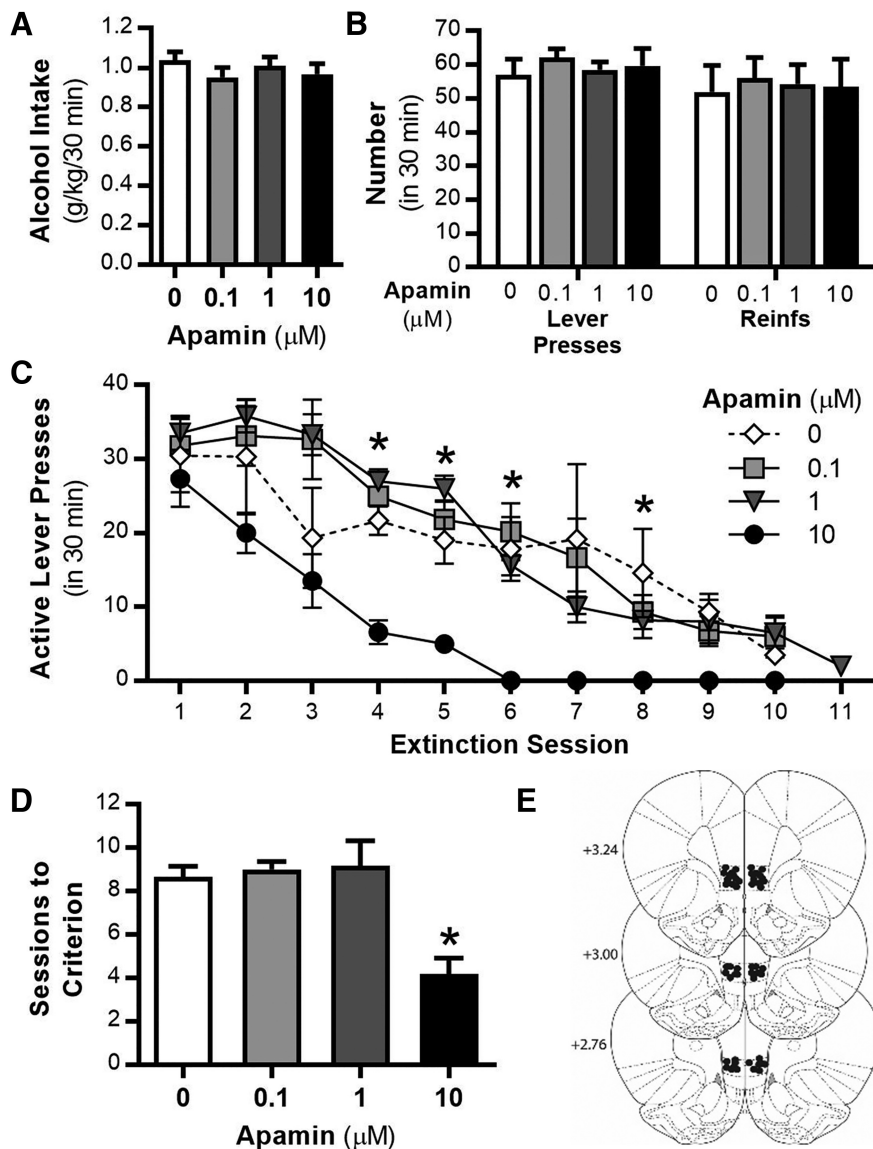 A
Alcohol Intake
(g/kg/30 min)
1.2
1.0
0.8
0.6
0.4
0.2
0.0
0 0.1 1 10
Apamin (μM)
B
Number
(in 30 min)
70
60
50
40
30
20
10
0
Apamin 0 0.1 1 10 0 0.1 1 10
(μM) Lever Reinfs
Presses
C
Active Lever Presses
(in 30 min)
40
30
20
10
0
* * * *
Apamin (μM)
0
0.1
1
10
1 2 3 4 5 6 7 8 9 10 11
Extinction Session
D
Sessions to
Criterion
12
10
8
6
4
2
0
*
0 0.1 1 10
Apamin (μM)
E
+3.24
+3.00
+2.76